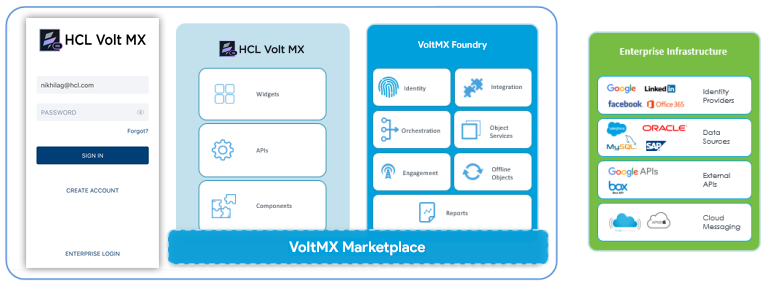 HCL Volt MX
nikhilag@hcl.com
PASSWORD
Forgot?
SIGN IN
CREATE ACCOUNT
ENTERPRISE LOGIN
HCL Volt MX
Widgets
APIs
Components
VoltMX Foundry
Identity
Integration
Orchestration
Object
Services
Engagement
Offline
Objects
Reports
VoltMX Marketplace
Enterprise Infrastructure
Google
Linked in
facebook
Office 365
Identity
Providers
salesforce
ORACLE
MySQL
SAP
Data
Sources
Google APIs
box
External
APIs
Cloud
Messaging